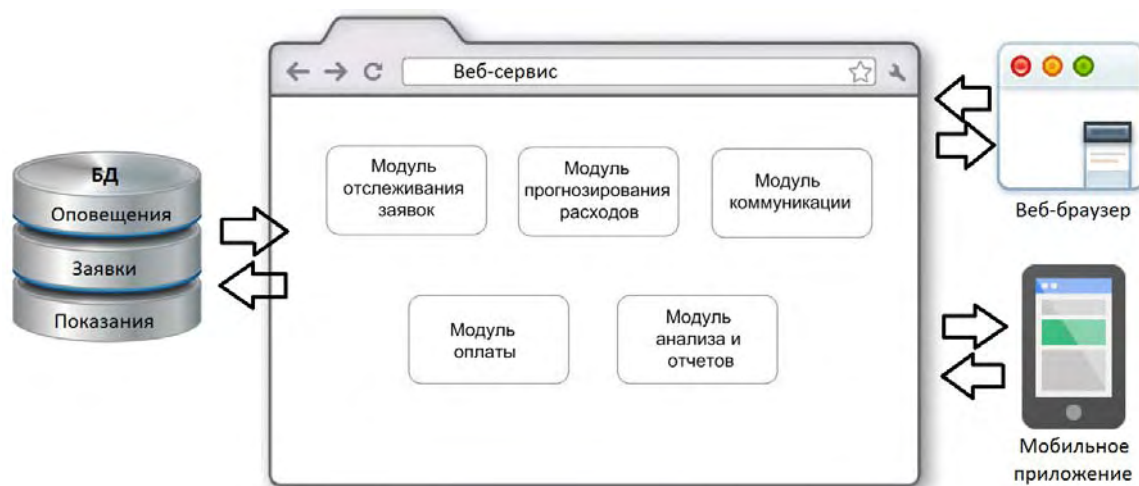 Веб-сервис
БД
Оповещения
Заявки
Показания
Модуль
отслеживания
заявок
Модуль
прогнозирования
расходов
Модуль
коммуникации
Модуль
оплаты
Модуль
анализа и
отчетов
Веб-браузер
Мобильное
приложение